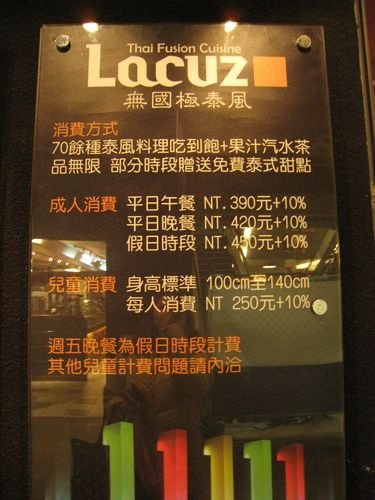 Thai Fusion Cuisine
Lacuz
無國極泰風
消費方式
70餘種泰風料理吃到飽+果汁汽水茶
品無限 部分時段贈送免費泰式甜點
成人消費 平日午餐 NT.390元+10%
平日晚餐 NT.420元+10%
假日時段 NT.450元+10%
兒童消費 身高標準 100cm至140cm
每人消費 NT 250元+10%
週五晚餐為假日時段計費
其他兒童計費問題請內洽
11111